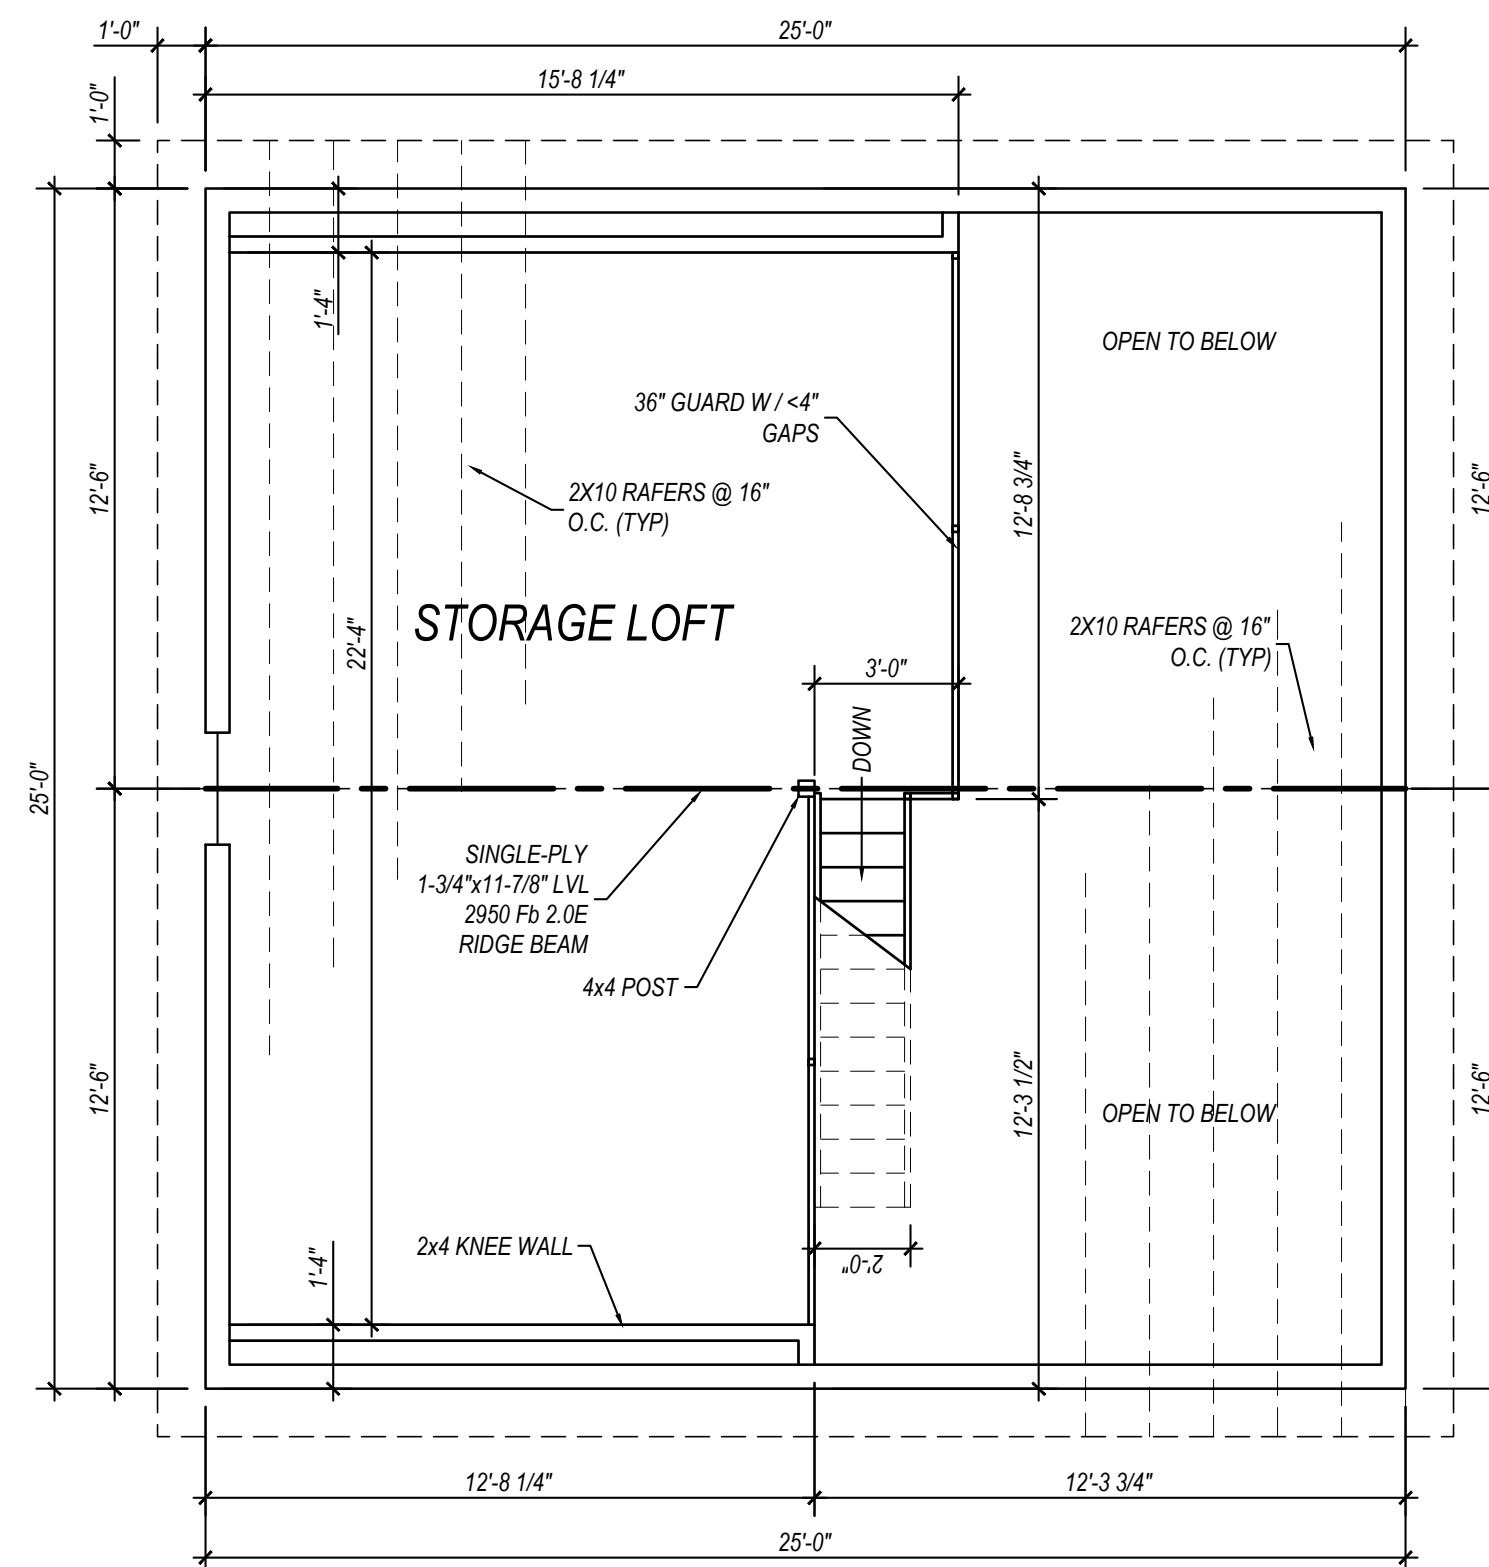 1'-0"
25'-0"
15'-8 1/4"
1'-0"
OPEN TO BELOW
1'-4"
36" GUARD W / <4"
GAPS
12'-6"
12'-8 3/4"
12'-6"
2X10 RAFERS @ 16"
O.C. (TYP)
STORAGE LOFT
22'-4"
2X10 RAFERS @ 16"
O.C. (TYP)
3'-0"
DOWN
25'-0"
SINGLE-PLY
1-3/4"x11-7/8" LVL
2950 Fb 2.0E
RIDGE BEAM
4x4 POST
12'-6"
12'-3 1/2"
OPEN TO BELOW
12'-6"
2x4 KNEE WALL
1'-4"
2'-0"
12'-8 1/4"
12'-3 3/4"
25'-0"